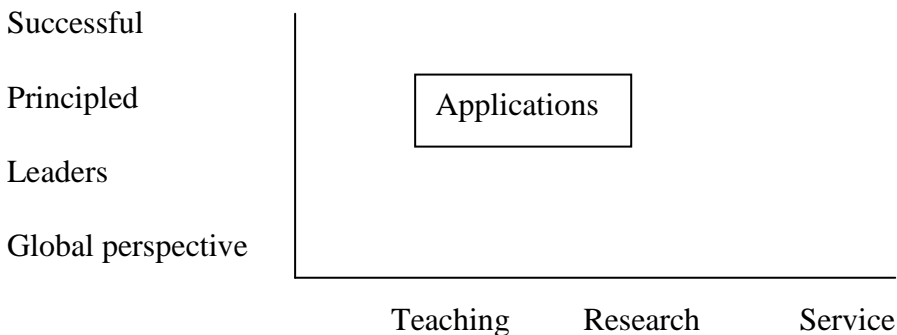 Successful
Principled
Applications
Leaders
Global perspective
Teaching Research Service